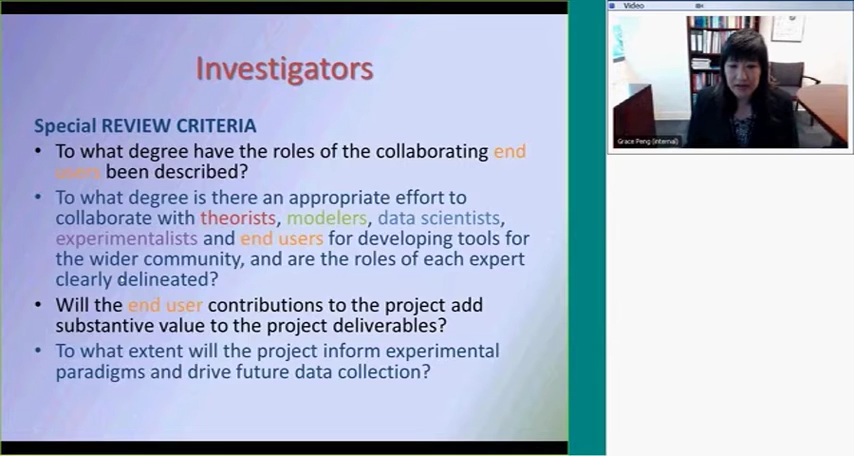 Investigators
Special REVIEW CRITERIA
• To what degree have the roles of the collaborating end
users been described?
• To what degree is there an appropriate effort to
collaborate with theorists, modelers, data scientists,
experimentalists and end users for developing tools for
the wider community, and are the roles of each expert
clearly delineated?
• Will the end user contributions to the project add
substantive value to the project deliverables?
• To what extent will the project inform experimental
paradigms and drive future data collection?
Video
Grace Peng (internal)